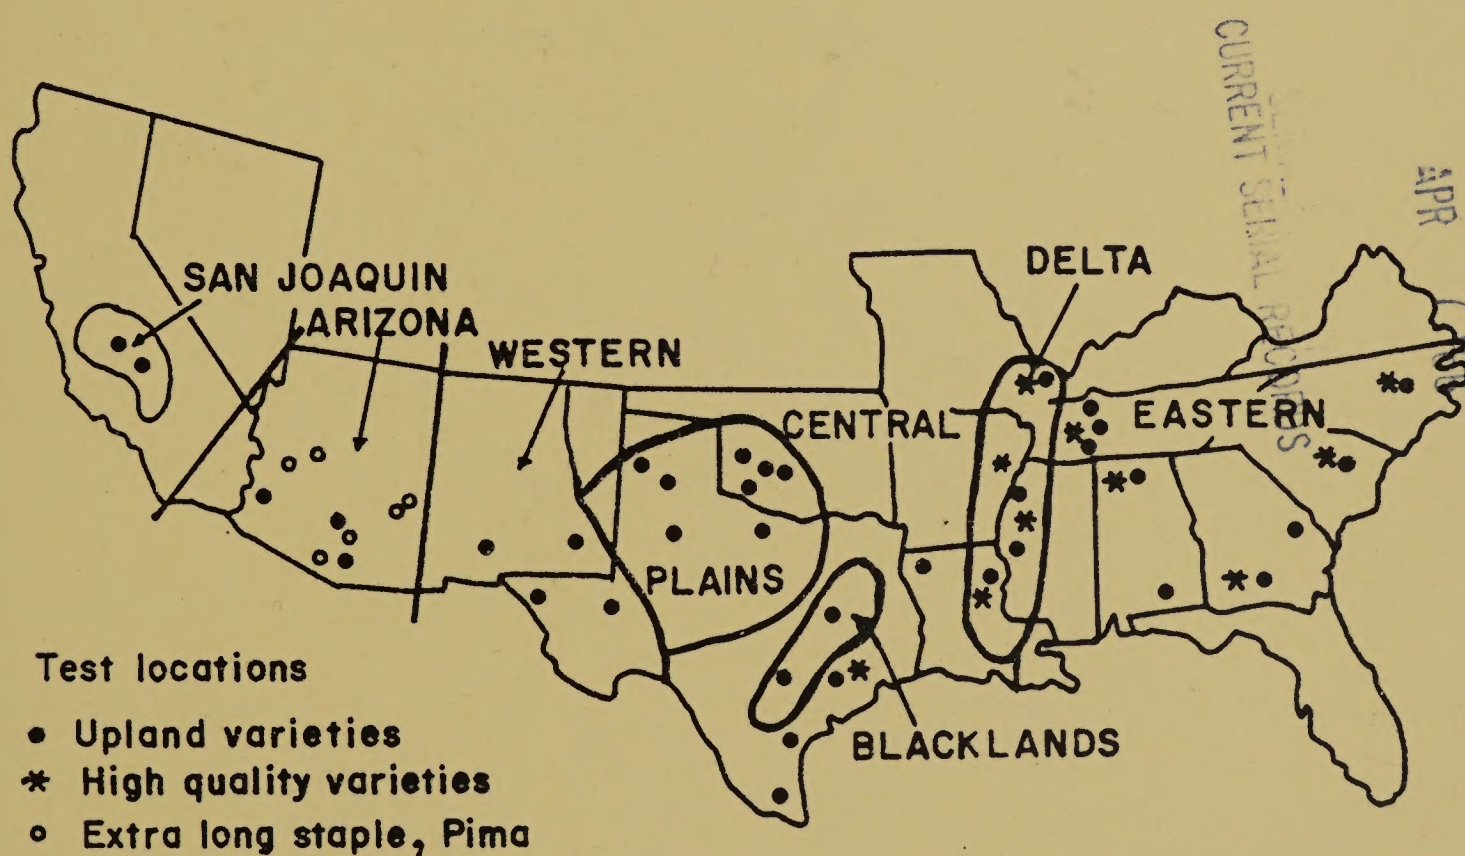 CURRENT SERIAL RECORDS
APR
DELTA
SAN JOAQUIN
ARIZONA
WESTERN
CENTRAL
EASTERN
PLAINS
BLACKLANDS
Test locations
Upland varieties
* High quality varieties
Extra long staple, Pima